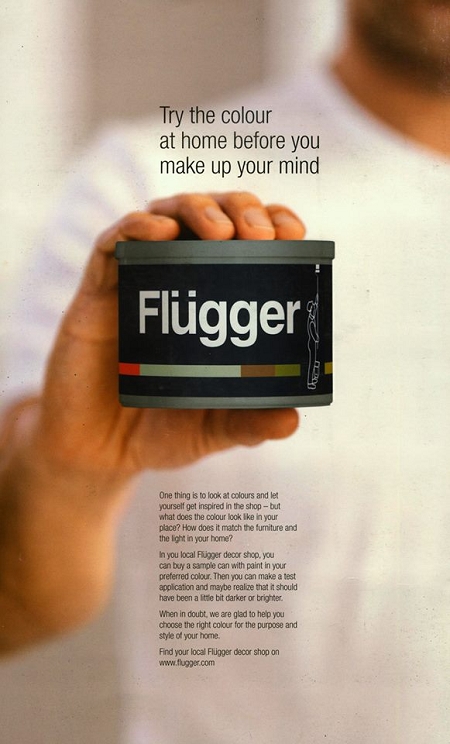 Try the colour
at home before you
make up your mind
Flügger
One thing is to look at colours and let
yourself get inspired in the shop – but
what does the colour look like in your
place? How does it match the furniture and
the light in your home?
In you local Flügger decor shop, you
can buy a sample can with paint in your
preferred colour. Then you can make a test
application and maybe realize that it should
have been a little bit darker or brighter.
When in doubt, we are glad to help you
choose the right colour for the purpose and
style of your home.
Find your local Flügger decor shop on
www.flugger.com